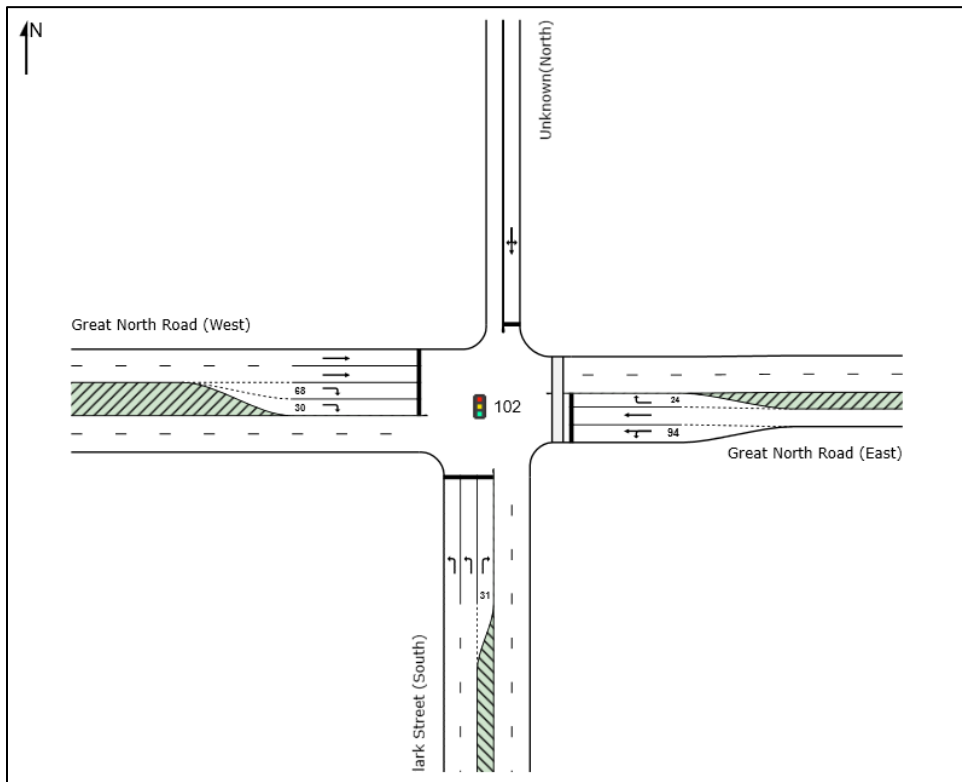 N
Unknown(North)
Great North Road (West)
68
30
102
24
94
Great North Road (East)
31
lark Street (South)